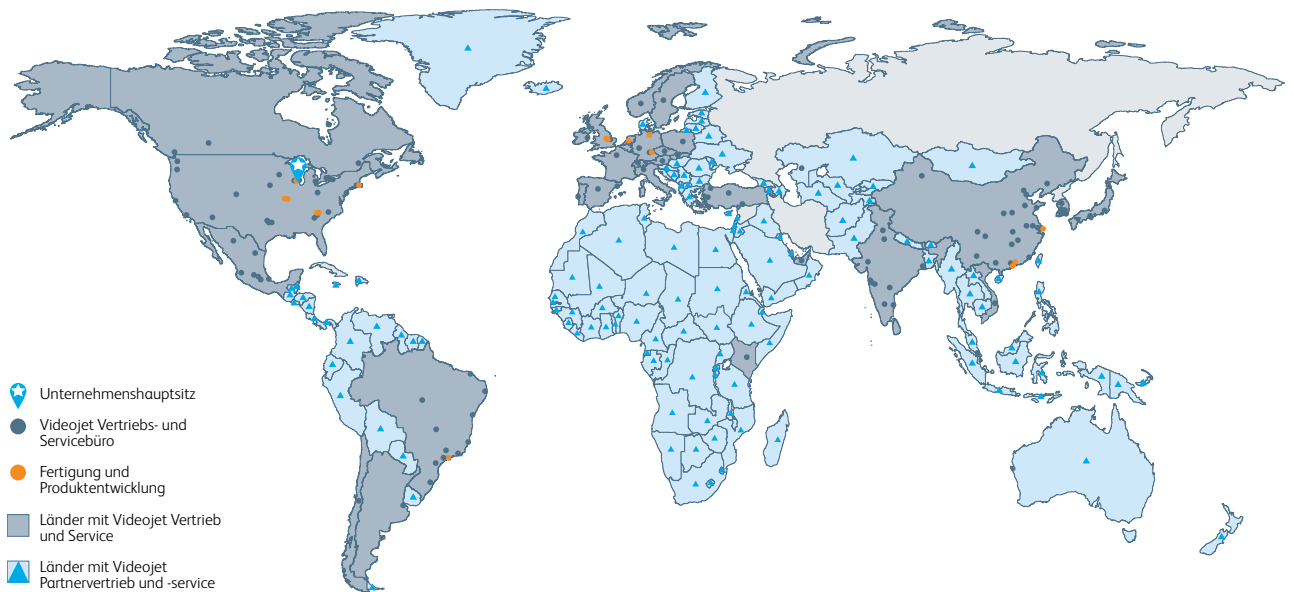 Unternehmenshauptsitz
Videojet Vertriebs- und
Servicebüro
Fertigung und
Produktentwicklung
Länder mit Videojet Vertrieb
und Service
Länder mit Videojet
Partnervertrieb und -service